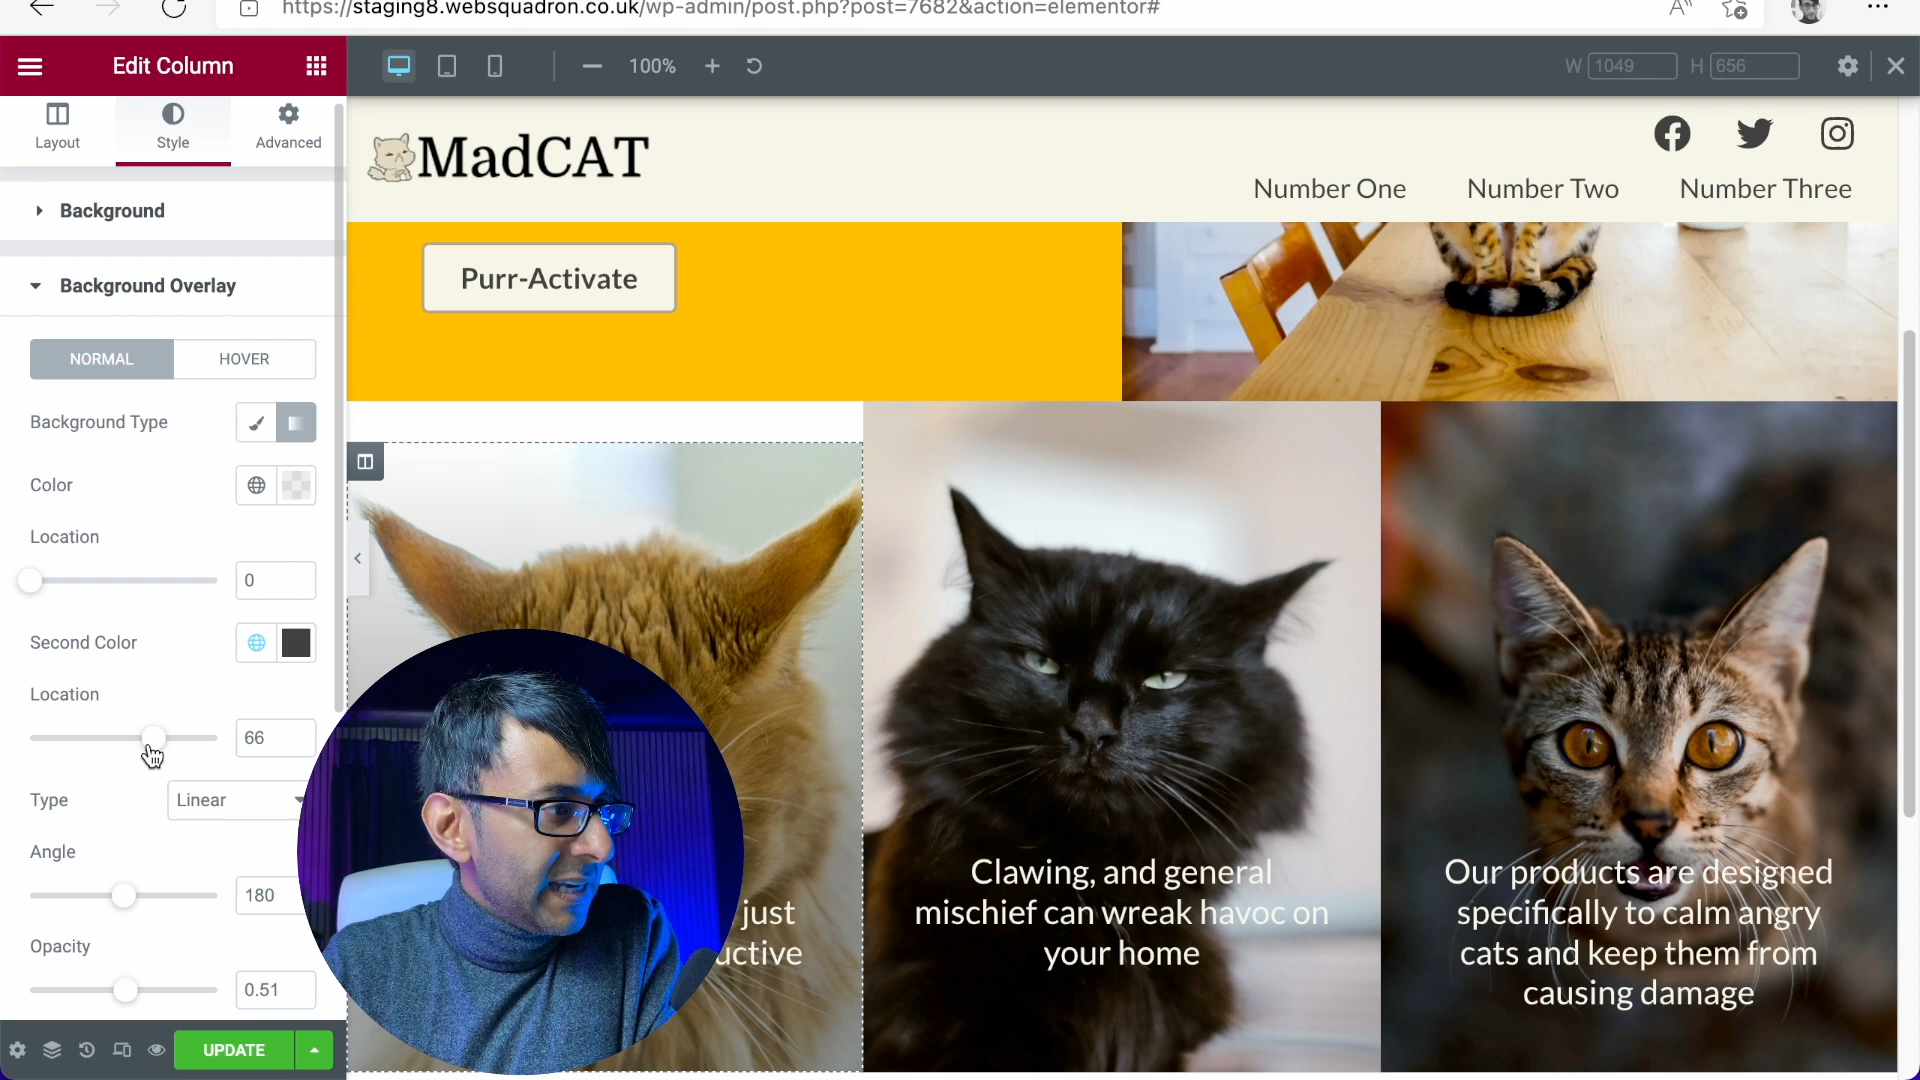 https://staging8.websquadron.co.uk/wp-admin/post.php?post=7682&action=elementor#
Edit Column
100%
W 1049 H 656
Layout
Style
Advanced
MadCAT
Number One
Number Two
Number Three
Background
Purr-Activate
Background Overlay
NORMAL
HOVER
Background Type
Color
Location
0
Second Color
Location
66
Type
Linear
Angle
180
Opacity
0.51
just
uctive
Clawing, and general
mischief can wreak havoc on
your home
Our products are designed
specifically to calm angry
cats and keep them from
causing damage
UPDATE